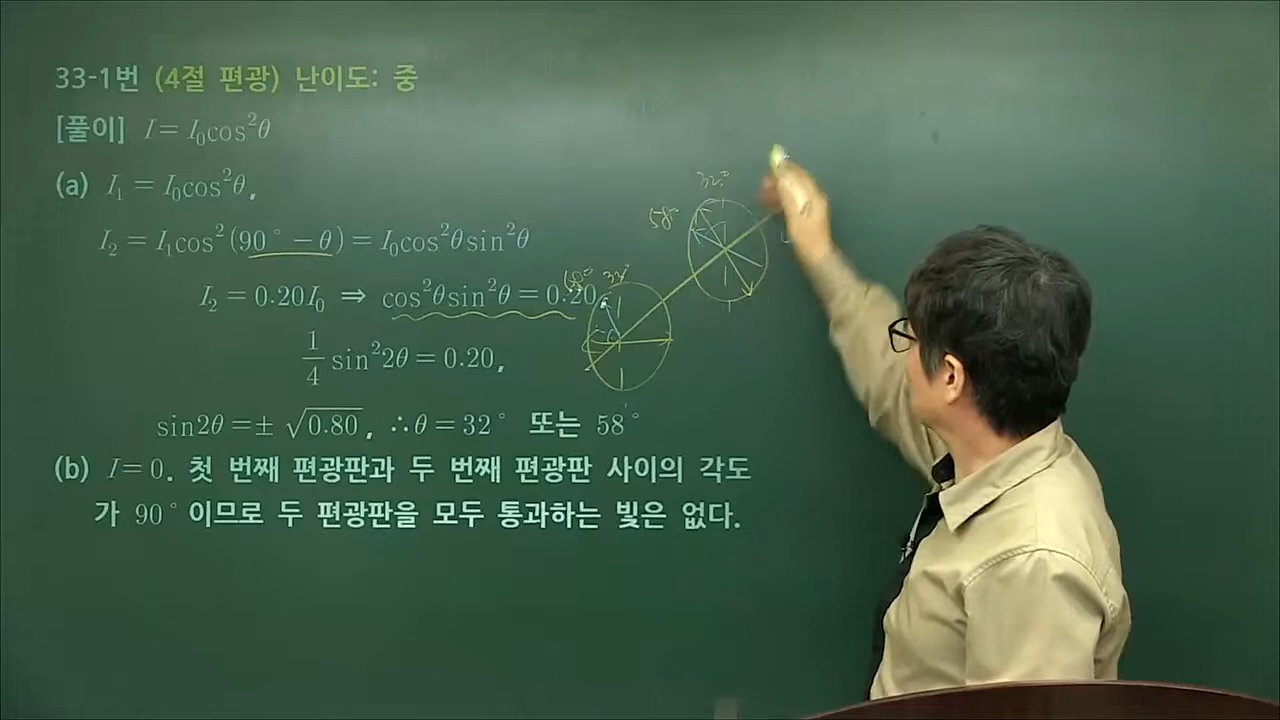 33-1번 (4절 편광) 난이도: 중
[풀이] I = I₀cos²θ
(a) I₁ = I₀cos²θ,
I₂ = I₁cos²(90° − θ) = I₀cos²θsin²θ
I₂ = 0.20I₀ ⇒ cos²θsin²θ = 0.20,
1/4 sin²2θ = 0.20,
sin2θ = ± √0.80, ∴ θ = 32° 또는 58°
(b) I = 0. 첫 번째 편광판과 두 번째 편광판 사이의 각도
가 90°이므로 두 편광판을 모두 통과하는 빛은 없다.
32°
58°